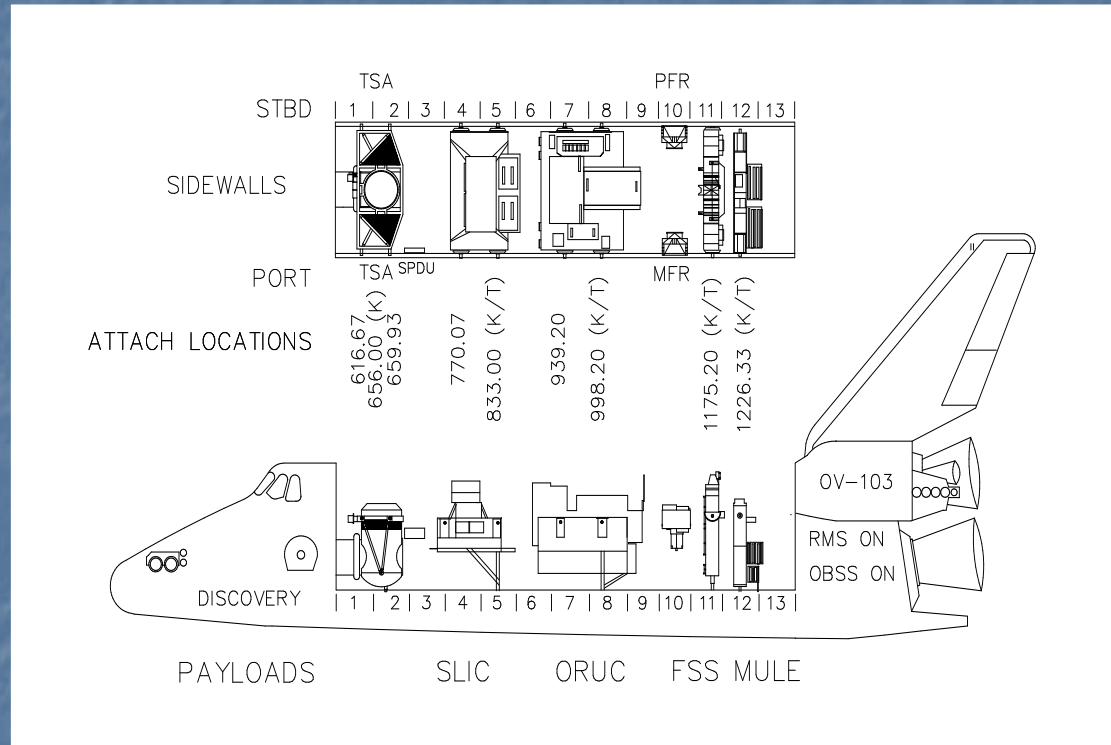 TSA PFR
STBD 1 2 3 4 5 6 7 8 9 10 11 12 13
SIDEWALLS
PORT TSA SPDU MFR
ATTACH LOCATIONS
616.67
656.00 (K)
659.93
770.07
833.00 (K/T)
939.20
998.20 (K/T)
1175.20 (K/T)
1226.33 (K/T)
OV-103
RMS ON
OBSS ON
DISCOVERY
1 2 3 4 5 6 7 8 9 10 11 12 13
PAYLOADS SLIC ORUC FSS MULE